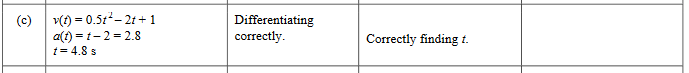 (c) v(t) = 0.5t² – 2t + 1 Differentiating
a(t) = t – 2 = 2.8 correctly. Correctly finding t.
t = 4.8 s